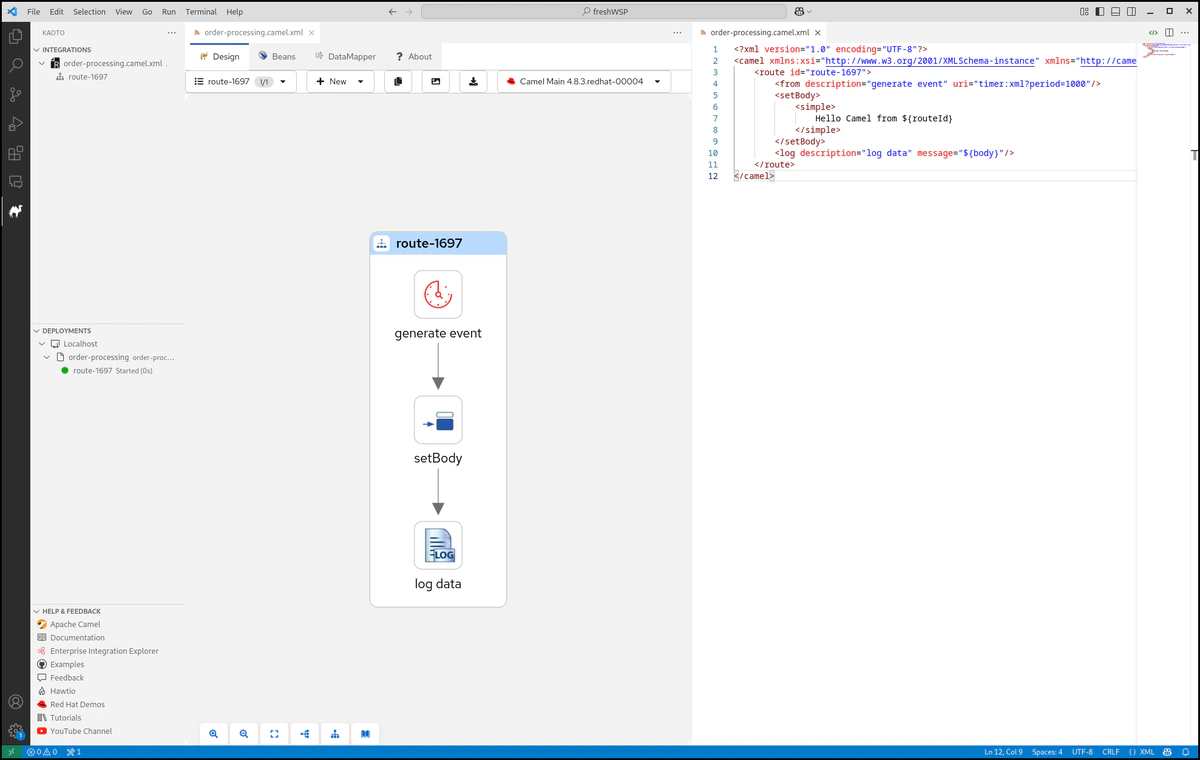 File Edit Selection View Go Run Terminal Help
freshWSP
KAOTO
INTEGRATIONS
order-processing.camel.xml .
route-1697
DEPLOYMENTS
Localhost
order-processing order-proc...
route-1697 Started (0s)
HELP & FEEDBACK
Apache Camel
Documentation
Enterprise Integration Explorer
Examples
Feedback
Hawtio
Red Hat Demos
Tutorials
YouTube Channel
order-processing.camel.xml
Design Beans DataMapper ? About
route-1697 1/1 + New Camel Main 4.8.3.redhat-00004
route-1697
generate event
setBody
LOG
log data
order-processing.camel.xml
1 <?xml version="1.0" encoding="UTF-8"?>
2 <camel xmlns:xsi="http://www.w3.org/2001/XMLSchema-instance" xmlns="http://came
3 <route id="route-1697">
4 <from description="generate event" uri="timer:xml?period=1000"/>
5 <setBody>
6 <simple>
7 Hello Camel from ${routeId}
8 </simple>
9 </setBody>
10 <log description="log data" message="${body}"/>
11 </route>
12 </camel>
1
0 0 1
Ln 12, Col 9 Spaces: 4 UTF-8 CRLF {} XML